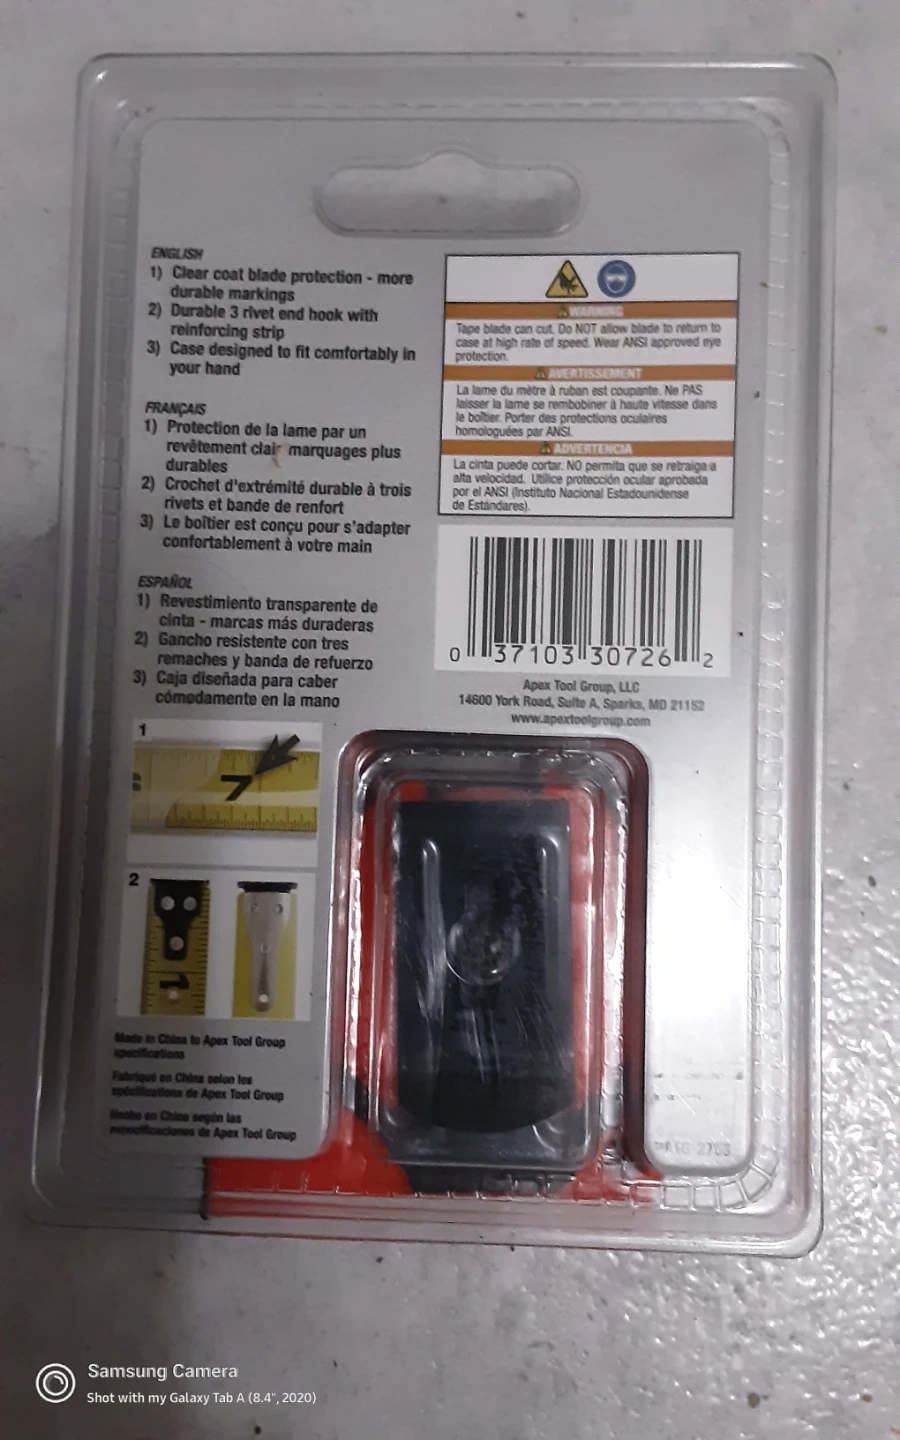 ENGLISH
1) Clear coat blade protection - more
durable markings
2) Durable 3 rivet end hook with
reinforcing strip
3) Case designed to fit comfortably in
your hand
FRANÇAIS
1) Protection de la lame par un
revêtement clair marquages plus
durables
2) Crochet d'extrémité durable à trois
rivets et bande de renfort
3) Le boîtier est conçu pour s'adapter
confortablement à votre main
ESPAÑOL
1) Revestimiento transparente de
cinta - marcas más duraderas
2) Gancho resistente con tres
remaches y banda de refuerzo
3) Caja diseñada para caber
cómodamente en la mano
1
7
2
1
Made in China to Apex Tool Group
specifications
Fabriqué en China selon les
spécifications de Apex Tool Group
Hecho en China según las
especificaciones de Apex Tool Group
WARNING
Tape blade can cut. Do NOT allow blade to return to
case at high rate of speed. Wear ANSI approved eye
protection.
AVERTISSEMENT
La lame du mètre à ruban est coupante. Ne PAS
laisser la lame se rembobiner à haute vitesse dans
le boîtier. Porter des protections oculaires
homologuées par ANSI.
ADVERTENCIA
La cinta puede cortar. NO permita que se retraiga a
alta velocidad. Utilice protección ocular aprobada
por el ANSI (Instituto Nacional Estadounidense
de Estándares).
0 37103 30726 2
Apex Tool Group, LLC
14600 York Road, Suite A, Sparks, MD 21152
www.apextoolgroup.com
Samsung Camera
Shot with my Galaxy Tab A (8.4", 2020)